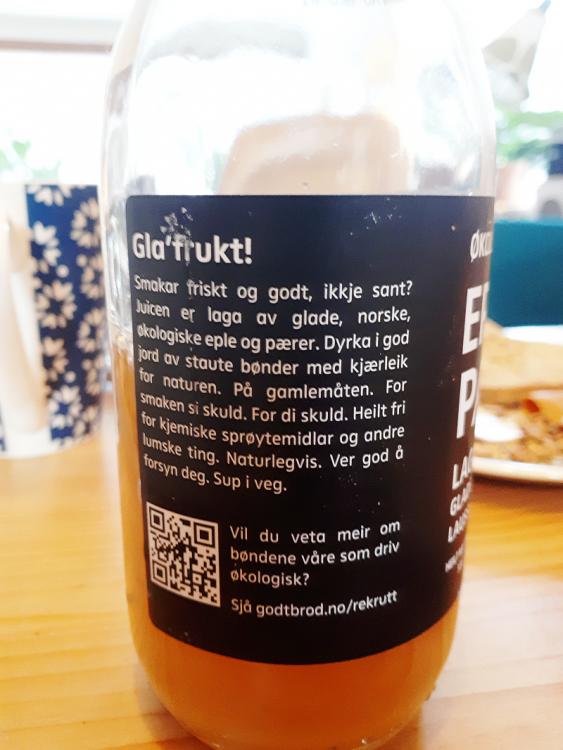 Gla'frukt!
Smakar friskt og godt, ikkje sant?
Juicen er laga av glade, norske,
økologiske eple og pærer. Dyrka i god
jord av staute bønder med kjærleik
for naturen. På gamlemåten. For
smaken si skuld. For di skuld. Heilt fri
for kjemiske sprøytemidlar og andre
lumske ting. Naturlegvis. Ver god å
forsyn deg. Sup i veg.
Vil du veta meir om
bøndene våre som driv
økologisk?
Sjå godtbrod.no/rekrutt